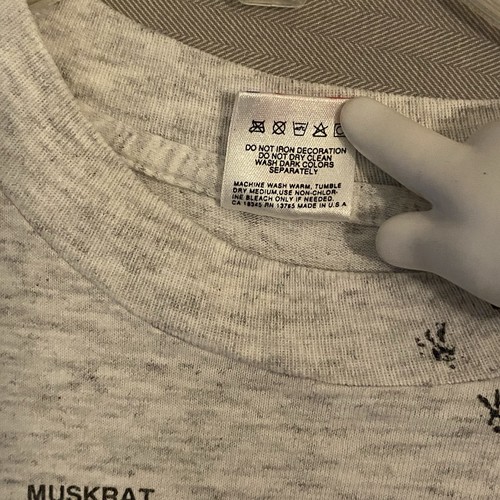 DO NOT IRON DECORATION
DO NOT DRY CLEAN
WASH DARK COLORS
SEPARATELY
MACHINE WASH WARM, TUMBLE
DRY MEDIUM, USE NON-CHLOR-
INE BLEACH ONLY IF NEEDED.
CA 18345 RN 13765 MADE IN U.S.A
MUSKRAT